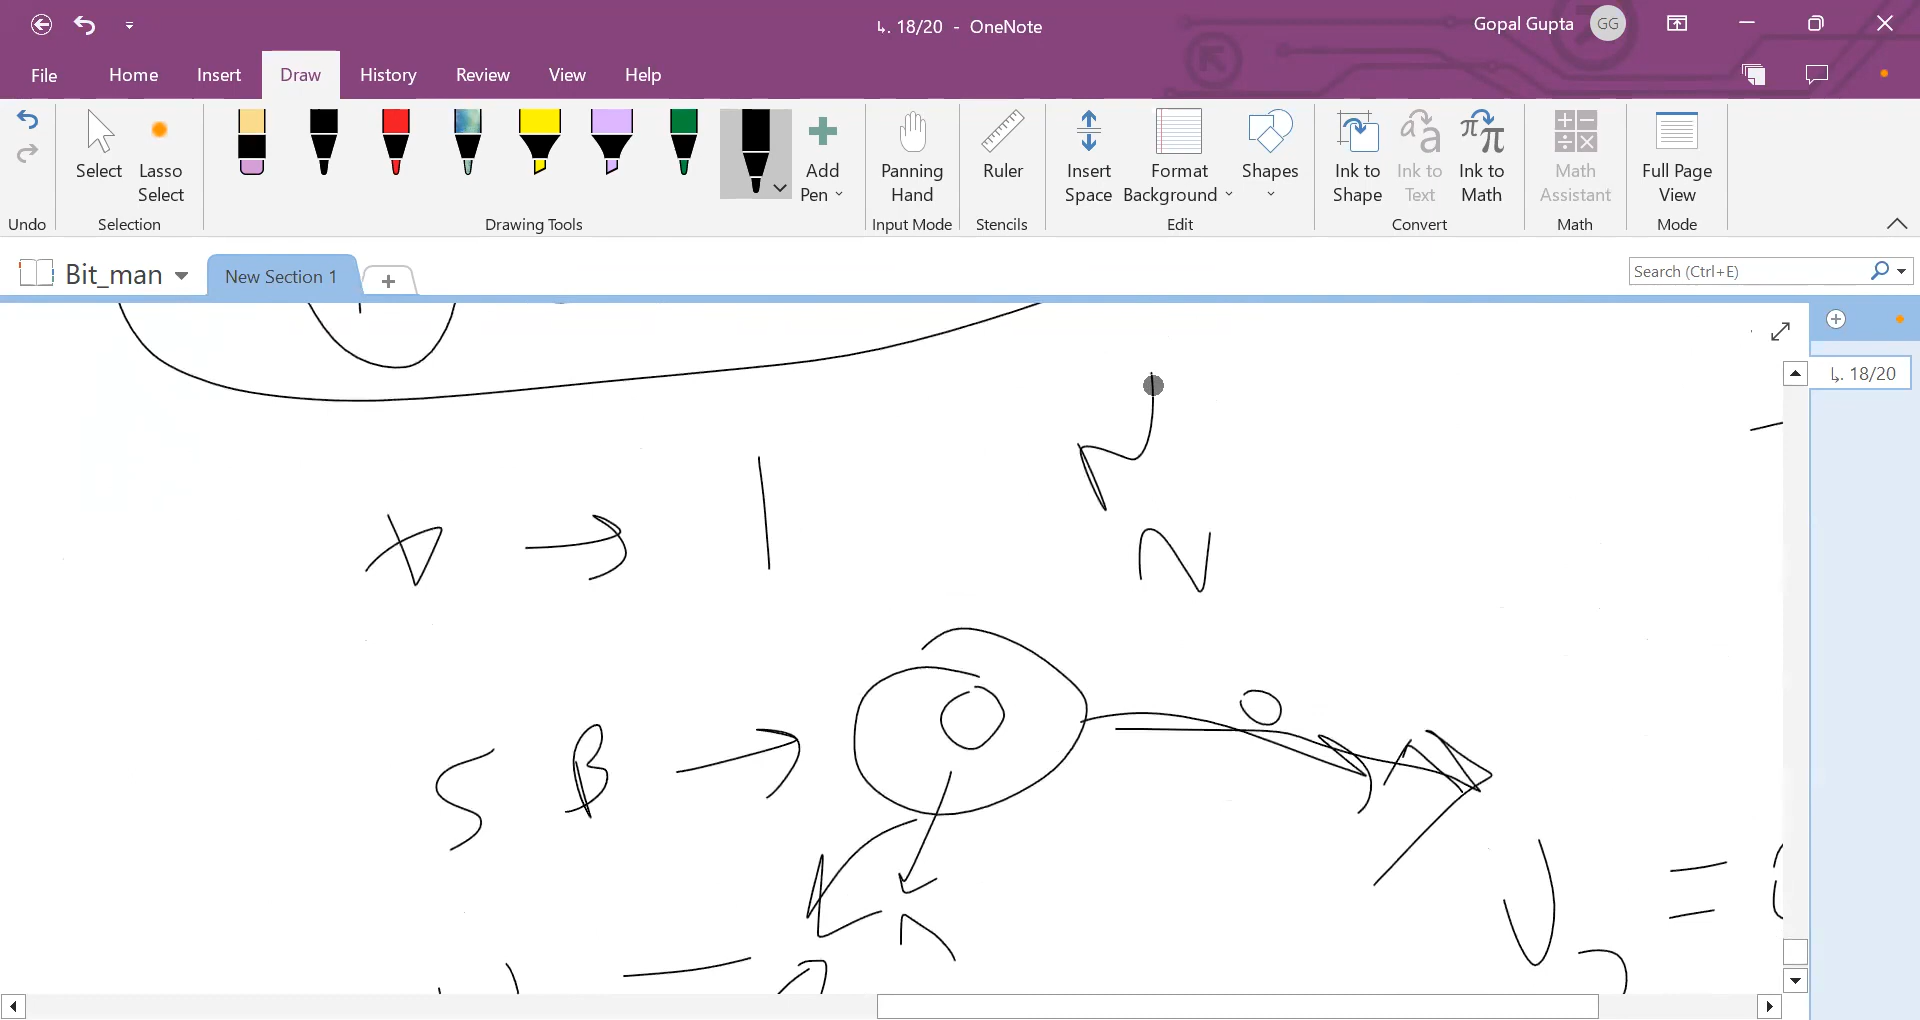 18/20 - OneNote
Gopal Gupta GG
File Home Insert Draw History Review View Help
Select
Lasso Select
Add Pen
Panning Hand
Ruler
Insert Space
Format Background
Shapes
Ink to Shape
Ink to Text
Ink to Math
Math Assistant
Full Page View
Undo Selection Drawing Tools Input Mode Stencils Edit Convert Math Mode
Bit_man New Section 1 +
Search (Ctrl+E)
18/20
→ 1
N
S B → 0 0
=